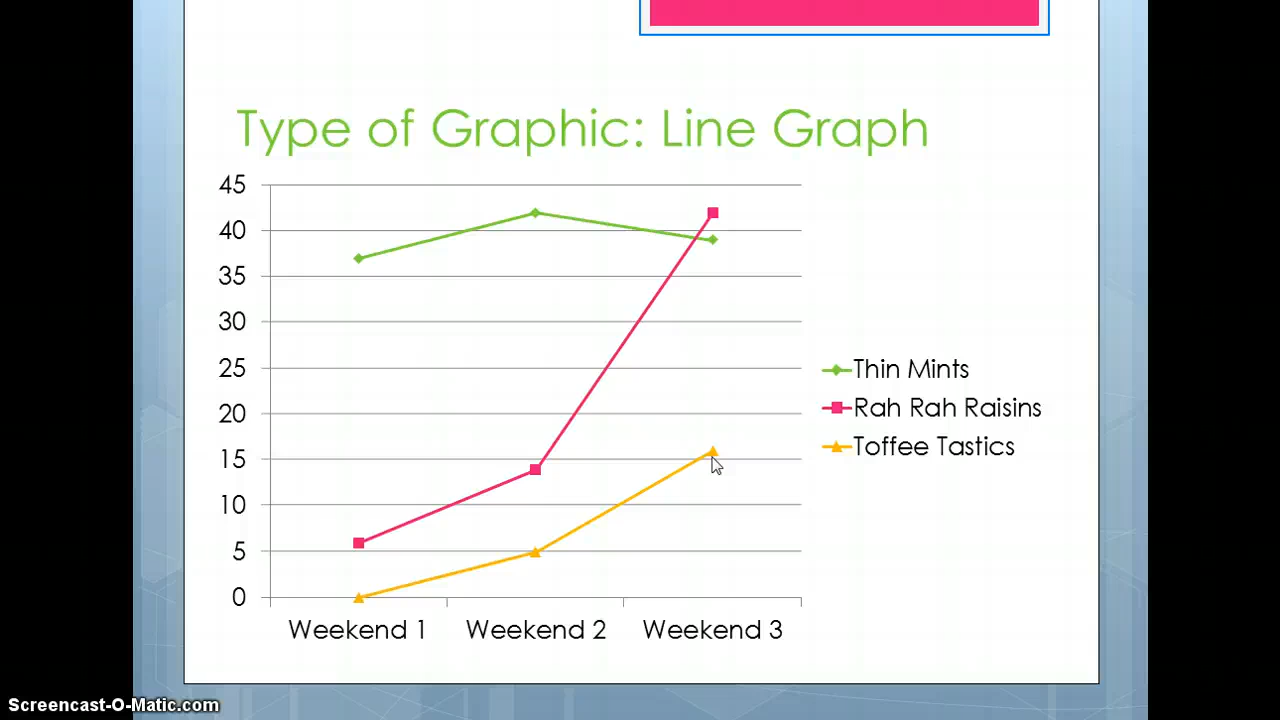 Type of Graphic: Line Graph
45
40
35
30
25
20
15
10
5
0
Weekend 1 Weekend 2 Weekend 3
Thin Mints
Rah Rah Raisins
Toffee Tastics
Screencast-O-Matic.com